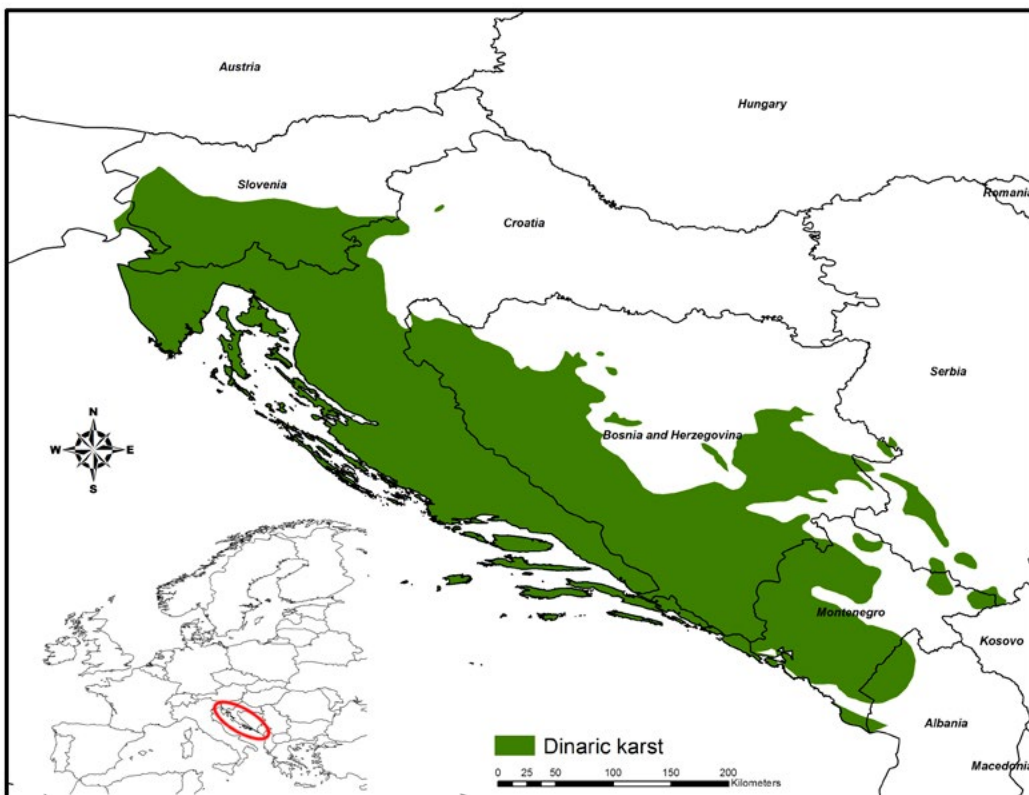 Austria
Hungary
Slovenia
Romania
Croatia
Serbia
Bosnia and Herzegovina
N
W E
S
Montenegro
Kosovo
Albania
Macedonia
Dinaric karst
0 25 50 100 150 200
Kilometers